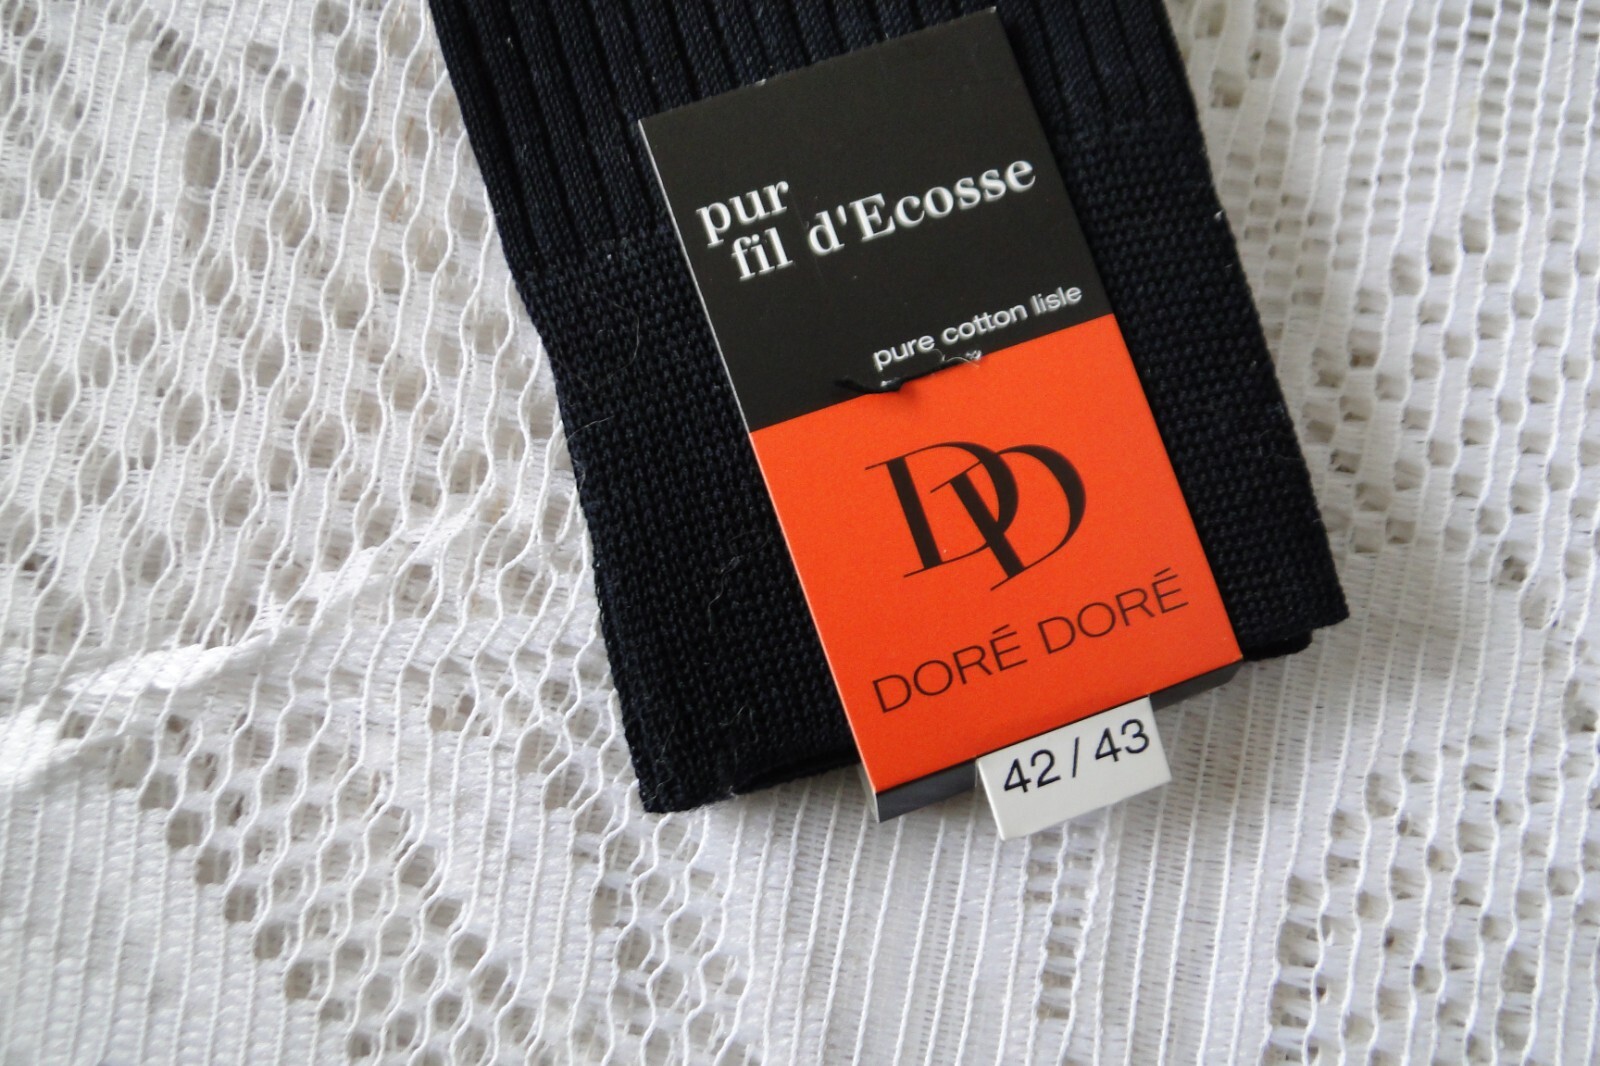 pur
fil d'Ecosse
pure cotton lisle
DD
DORÉ DORÉ
42 / 43